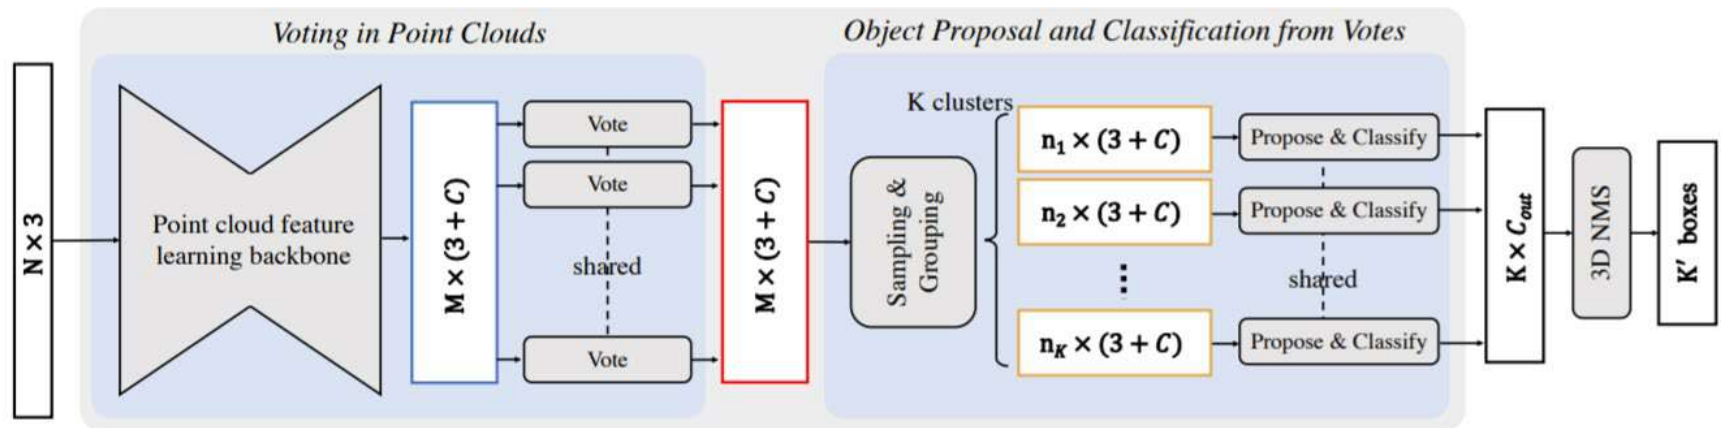 Voting in Point Clouds
Object Proposal and Classification from Votes
N × 3
Point cloud feature
learning backbone
M × (3 + C)
Vote
Vote
shared
Vote
M × (3 + C)
Sampling &
Grouping
K clusters
n₁ × (3 + C)
n₂ × (3 + C)
⋮
n_K × (3 + C)
Propose & Classify
Propose & Classify
shared
Propose & Classify
K × C_out
3D NMS
K′ boxes